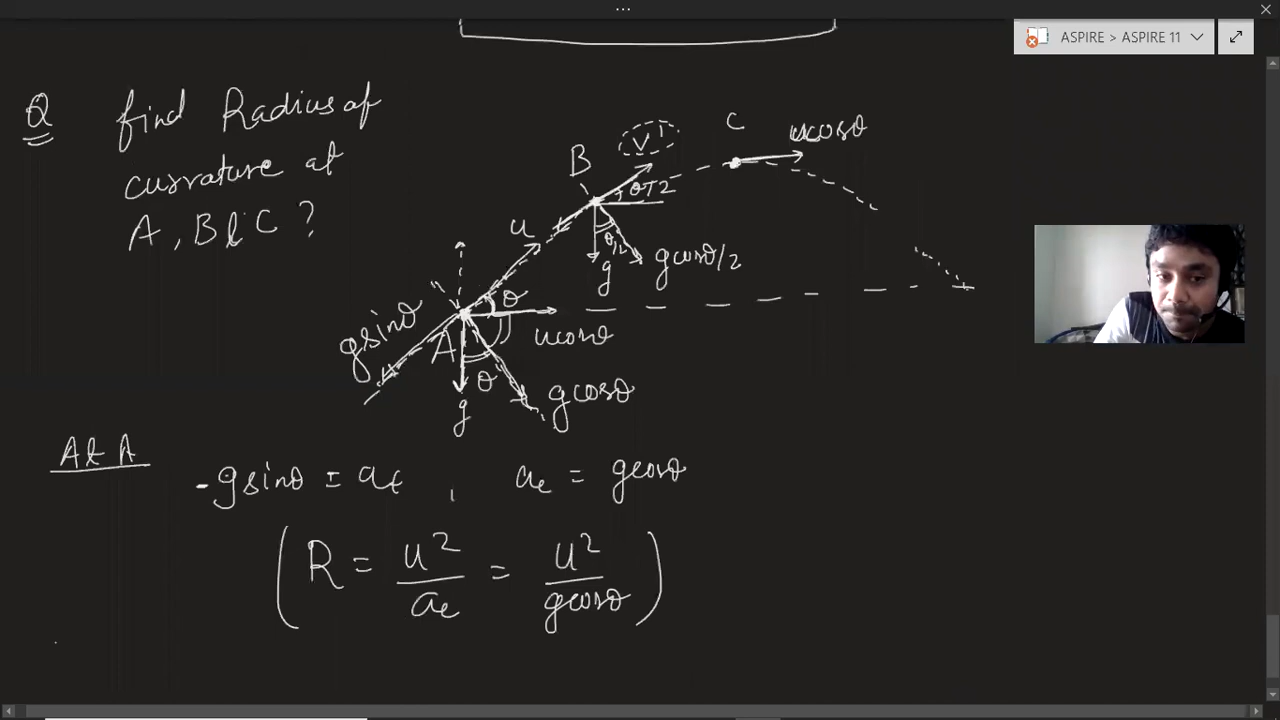 ASPIRE > ASPIRE 11
Q find Radius of
curvature at
A, B & C ?
C
ucosθ
V
B
θ/2
u
θ/2
g
gcosθ/2
θ
gsinθ
A
ucosθ
θ
g
gcosθ
At A
-gsinθ = at , ac = gcosθ
( R = u²/ac = u²/gcosθ )